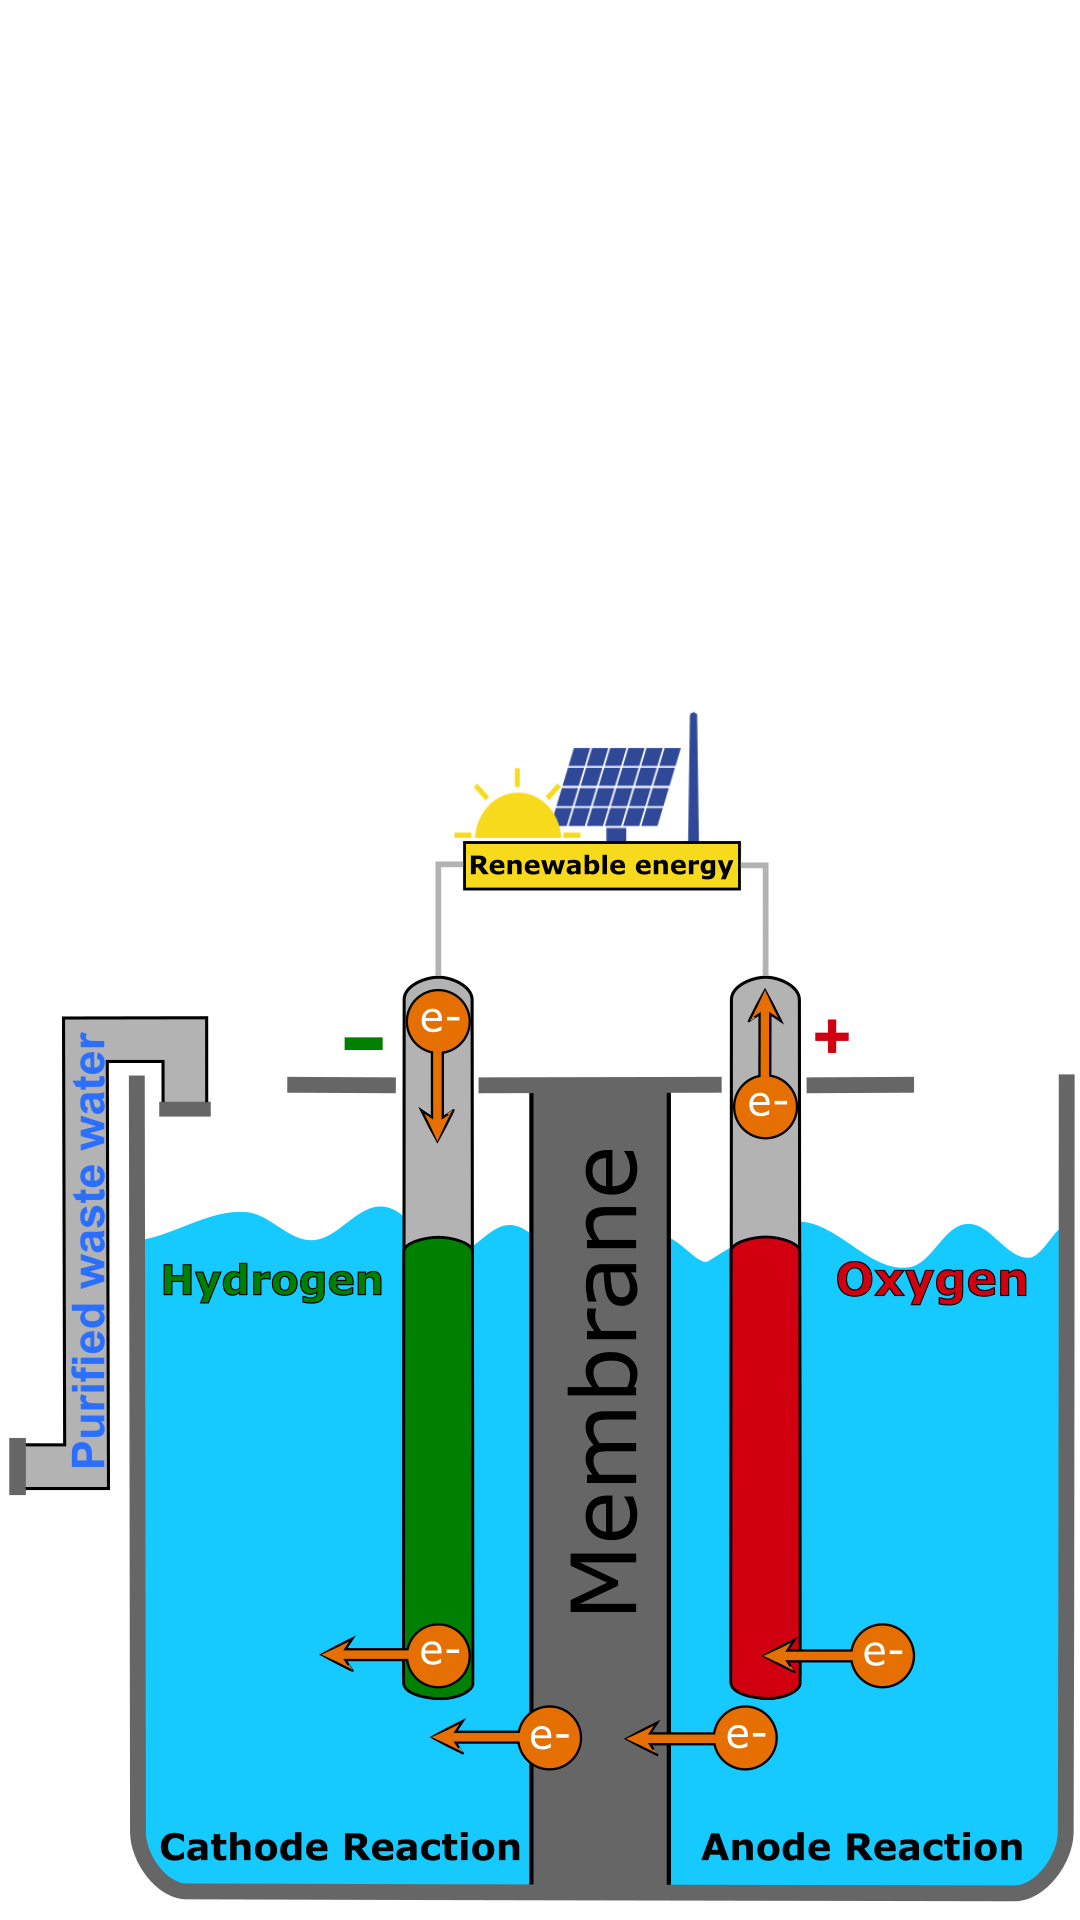 Renewable energy
e-
e-
-
+
Purified waste water
Hydrogen
Oxygen
Membrane
e-
e-
e-
e-
Cathode Reaction
Anode Reaction